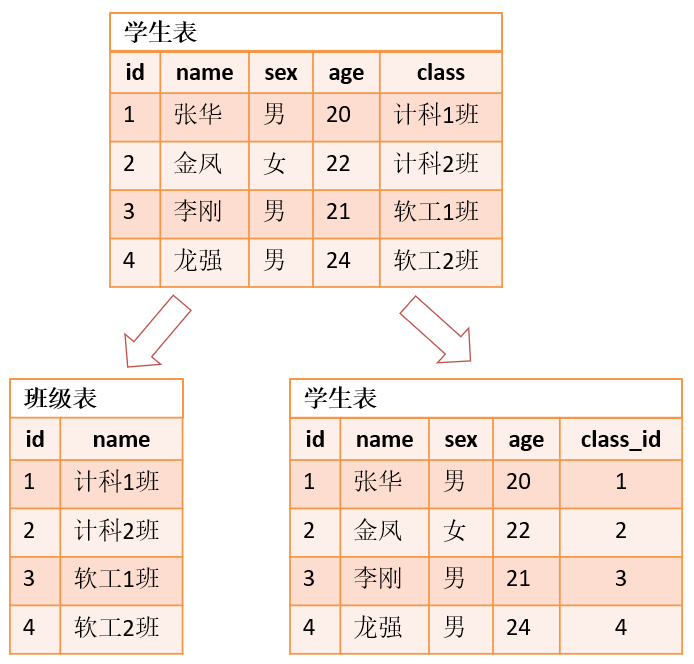 学生表
id name sex age class
1 张华 男 20 计科1班
2 金凤 女 22 计科2班
3 李刚 男 21 软工1班
4 龙强 男 24 软工2班
班级表
id name
1 计科1班
2 计科2班
3 软工1班
4 软工2班
学生表
id name sex age class_id
1 张华 男 20 1
2 金凤 女 22 2
3 李刚 男 21 3
4 龙强 男 24 4